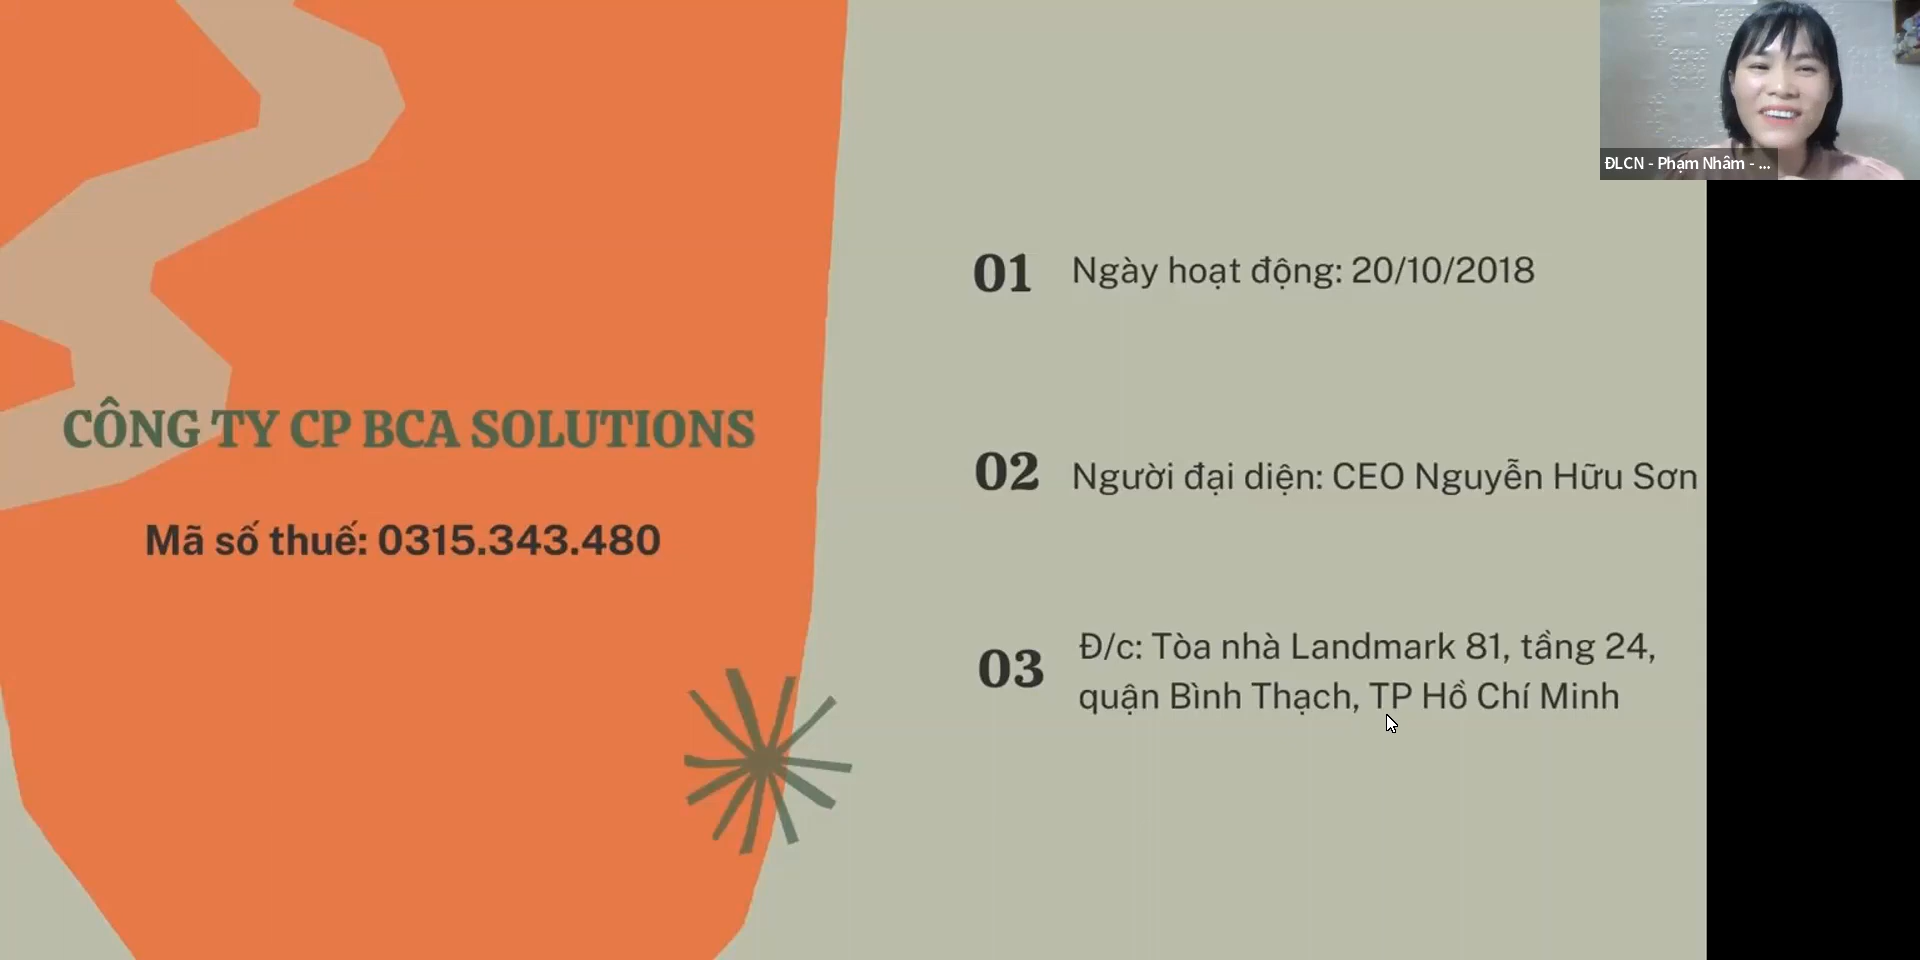 ĐLCN - Phạm Nhâm - ...
CÔNG TY CP BCA SOLUTIONS
Mã số thuế: 0315.343.480
01 Ngày hoạt động: 20/10/2018
02 Người đại diện: CEO Nguyễn Hữu Sơn
03 Đ/c: Tòa nhà Landmark 81, tầng 24,
quận Bình Thạch, TP Hồ Chí Minh